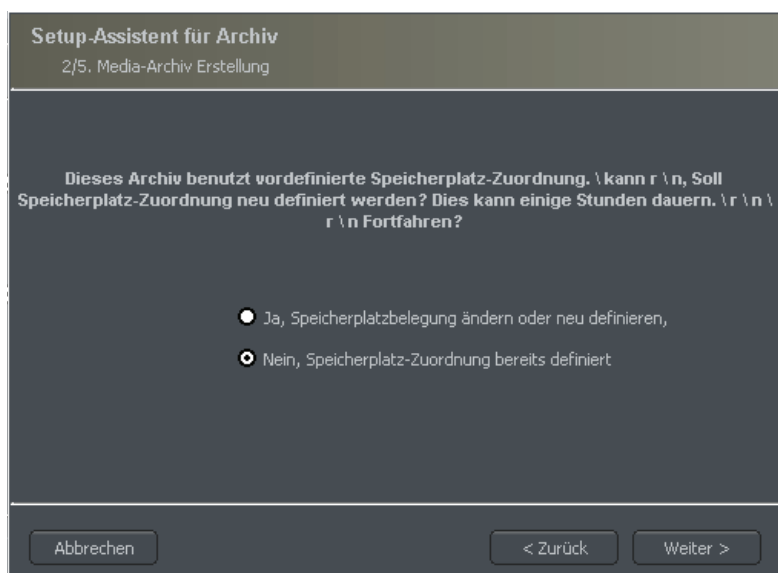 Setup-Assistent für Archiv
2/5. Media-Archiv Erstellung
Dieses Archiv benutzt vordefinierte Speicherplatz-Zuordnung. \kann r\n, Soll
Speicherplatz-Zuordnung neu definiert werden? Dies kann einige Stunden dauern. \r\n\
r\n Fortfahren?
Ja, Speicherplatzbelegung ändern oder neu definieren,
Nein, Speicherplatz-Zuordnung bereits definiert
Abbrechen
< Zurück
Weiter >